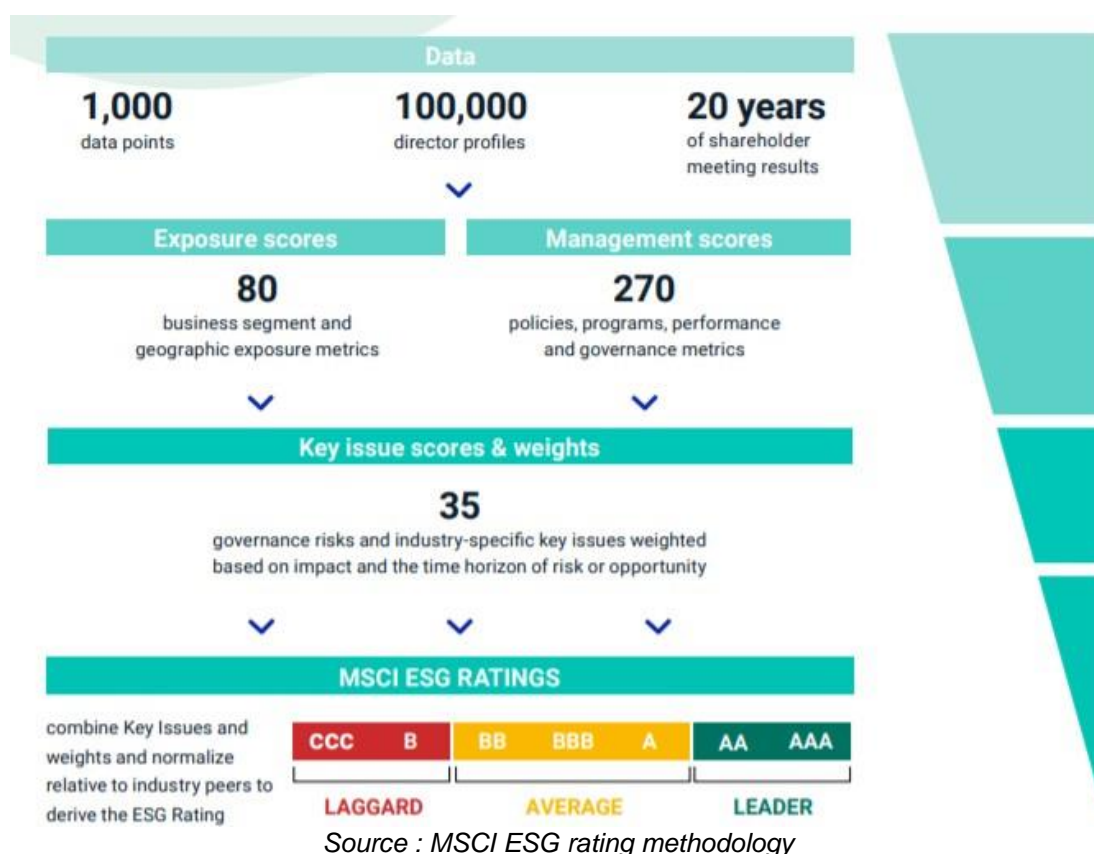 Data
1,000
data points
100,000
director profiles
20 years
of shareholder
meeting results
Exposure scores
80
business segment and
geographic exposure metrics
Management scores
270
policies, programs, performance
and governance metrics
Key issue scores & weights
35
governance risks and industry-specific key issues weighted
based on impact and the time horizon of risk or opportunity
MSCI ESG RATINGS
combine Key Issues and
weights and normalize
relative to industry peers to
derive the ESG Rating
CCC B BB BBB A AA AAA
LAGGARD AVERAGE LEADER
Source : MSCI ESG rating methodology